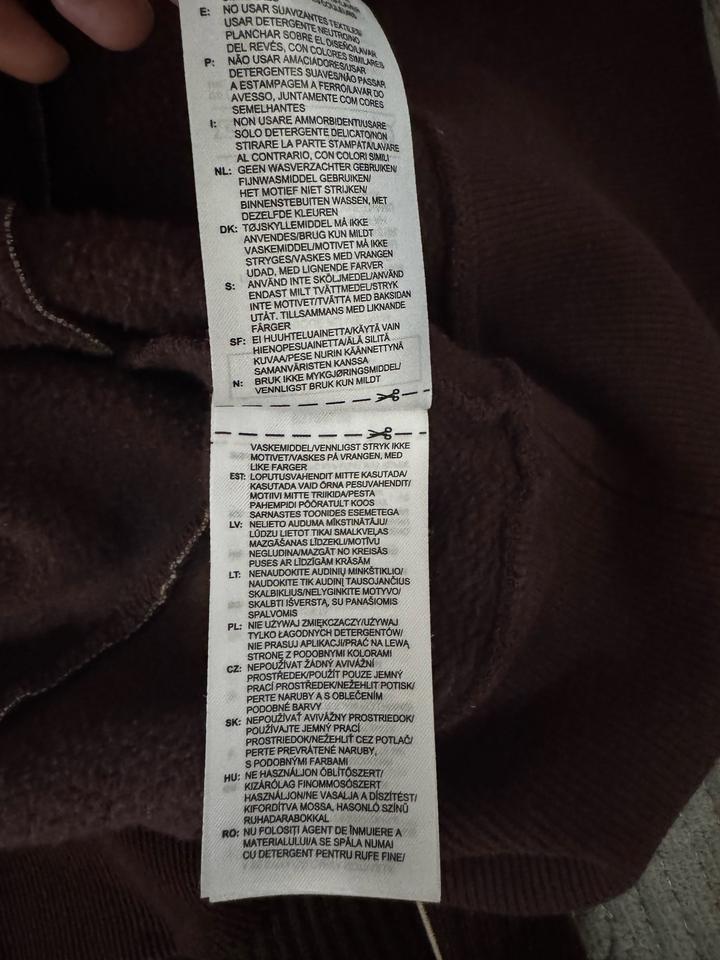 E: NO USAR SUAVIZANTES TEXTILES/
USAR DETERGENTE NEUTRO/NO
PLANCHAR SOBRE EL DISEÑO/LAVAR
DEL REVÉS, CON COLORES SIMILARES
P: NÃO USAR AMACIADORES/USAR
DETERGENTES SUAVES/NÃO PASSAR
A ESTAMPAGEM A FERRO/LAVAR DO
AVESSO, JUNTAMENTE COM CORES
SEMELHANTES
I: NON USARE AMMORBIDENTI/USARE
SOLO DETERGENTE DELICATO/NON
STIRARE LA PARTE STAMPATA/LAVARE
AL CONTRARIO, CON COLORI SIMILI
NL: GEEN WASVERZACHTER GEBRUIKEN/
FIJNWASMIDDEL GEBRUIKEN/
HET MOTIEF NIET STRIJKEN/
BINNENSTEBUITEN WASSEN, MET
DEZELFDE KLEUREN
DK: TØJSKYLLEMIDDEL MÅ IKKE
ANVENDES/BRUG KUN MILDT
VASKEMIDDEL/MOTIVET MÅ IKKE
STRYGES/VASKES MED VRANGEN
UDAD, MED LIGNENDE FARVER
S: ANVÄND INTE SKÖLJMEDEL/ANVÄND
ENDAST MILT TVÄTTMEDEL/STRYK
INTE MOTIVET/TVÄTTA MED BAKSIDAN
UTÅT. TILLSAMMANS MED LIKNANDE
FÄRGER
SF: EI HUUHTELUAINETTA/KÄYTÄ VAIN
HIENOPESUAINETTA/ÄLÄ SILITÄ
KUVAA/PESE NURIN KÄÄNNETTYNÄ
SAMANVÄRISTEN KANSSA
N: BRUK IKKE MYKGJØRINGSMIDDEL/
VENNLIGST BRUK KUN MILDT
VASKEMIDDEL/VENNLIGST STRYK IKKE
MOTIVET/VASKES PÅ VRANGEN, MED
LIKE FARGER
EST: LOPUTUSVAHENDIT MITTE KASUTADA/
KASUTADA VAID ÕRNA PESUVAHENDIT/
MOTIIVI MITTE TRIIKIDA/PESTA
PAHEMPIDI PÖÖRATULT KOOS
SARNASTES TOONIDES ESEMETEGA
LV: NELIETO AUDUMA MĪKSTINĀTĀJU/
LŪDZU LIETOT TIKAI SMALKVEĻAS
MAZGĀŠANAS LĪDZEKLI/MOTĪVU
NEGLUDINA/MAZGĀT NO KREISĀS
PUSES AR LĪDZĪGĀM KRĀSĀM
LT: NENAUDOKITE AUDINIŲ MINKŠTIKLIO/
NAUDOKITE TIK AUDINĮ TAUSOJANČIUS
SKALBIKLIUS/NELYGINKITE MOTYVO/
SKALBTI IŠVERSTĄ, SU PANAŠIOMIS
SPALVOMIS
PL: NIE UŻYWAJ ZMIĘKCZACZY/UŻYWAJ
TYLKO ŁAGODNYCH DETERGENTÓW/
NIE PRASUJ APLIKACJI/PRAĆ NA LEWĄ
STRONĘ Z PODOBNYMI KOLORAMI
CZ: NEPOUŽÍVAT ŽÁDNÝ AVIVÁŽNÍ
PROSTŘEDEK/POUŽÍT POUZE JEMNÝ
PRACÍ PROSTŘEDEK/NEŽEHLIT POTISK/
PERTE NARUBY A S OBLEČENÍM
PODOBNÉ BARVY
SK: NEPOUŽÍVAŤ AVIVÁŽNY PROSTRIEDOK/
POUŽÍVAJTE JEMNÝ PRACÍ
PROSTRIEDOK/NEŽEHLIŤ CEZ POTLAČ/
PERTE PREVRÁTENÉ NARUBY,
S PODOBNÝMI FARBAMI
HU: NE HASZNÁLJON ÖBLÍTŐSZERT/
KIZÁRÓLAG FINOMMOSÓSZERT
HASZNÁLJON/NE VASALJA A DÍSZÍTÉST/
KIFORDÍTVA MOSSA, HASONLÓ SZÍNŰ
RUHADARABOKKAL
RO: NU FOLOSIȚI AGENT DE ÎNMUIERE A
MATERIALULUI/A SE SPĂLA NUMAI
CU DETERGENT PENTRU RUFE FINE/